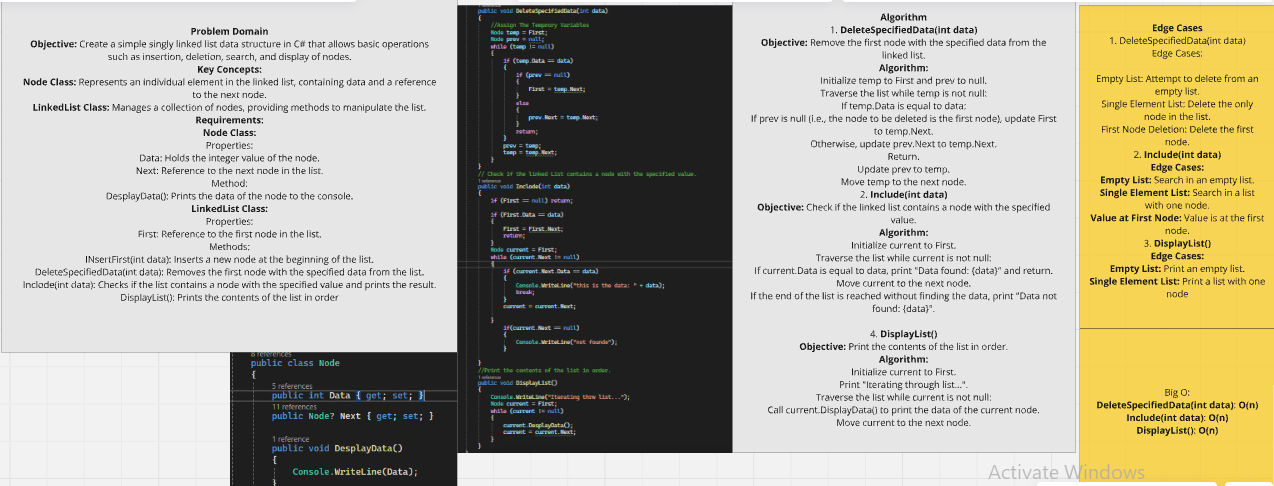 Problem Domain
Objective: Create a simple singly linked list data structure in C# that allows basic operations
such as insertion, deletion, search, and display of nodes.
Key Concepts:
Node Class: Represents an individual element in the linked list, containing data and a reference
to the next node.
LinkedList Class: Manages a collection of nodes, providing methods to manipulate the list.
Requirements:
Node Class:
Properties:
Data: Holds the integer value of the node.
Next: Reference to the next node in the list.
Method:
DesplayData(): Prints the data of the node to the console.
LinkedList Class:
Properties:
First: Reference to the first node in the list.
Methods:
INsertFirst(int data): Inserts a new node at the beginning of the list.
DeleteSpecifiedData(int data): Removes the first node with the specified data from the list.
Include(int data): Checks if the list contains a node with the specified value and prints the result.
DisplayList(): Prints the contents of the list in order
8 references
public class Node
{
5 references
public int Data { get; set; }
11 references
public Node? Next { get; set; }
1 reference
public void DesplayData()
{
Console.WriteLine(Data);
}
public void DeleteSpecifiedData(int data)
{
//Assign The Temprory Variables
Node temp = First;
Node prev = null;
while (temp != null)
{
if (temp.Data == data)
{
if (prev == null)
{
First = temp.Next;
}
else
{
prev.Next = temp.Next;
}
return;
}
prev = temp;
temp = temp.Next;
}
}
// Check if the linked List contains a node with the specified value.
1 reference
public void Include(int data)
{
if (First == null) return;
if (First.Data == data)
{
First = First.Next;
return;
}
Node current = First;
while (current.Next != null)
{
if (current.Next.Data == data)
{
Console.WriteLine("this is the data: " + data);
break;
}
current = current.Next;
}
if(current.Next == null)
{
Console.WriteLine("not founde");
}
}
//Print the contents of the list in order.
1 reference
public void DisplayList()
{
Console.WriteLine("Iterating throw list...");
Node current = First;
while (current != null)
{
current.DesplayData();
current = current.Next;
}
}
Algorithm
1. DeleteSpecifiedData(int data)
Objective: Remove the first node with the specified data from the
linked list.
Algorithm:
Initialize temp to First and prev to null.
Traverse the list while temp is not null:
If temp.Data is equal to data:
If prev is null (i.e., the node to be deleted is the first node), update First
to temp.Next.
Otherwise, update prev.Next to temp.Next.
Return.
Update prev to temp.
Move temp to the next node.
2. Include(int data)
Objective: Check if the linked list contains a node with the specified
value.
Algorithm:
Initialize current to First.
Traverse the list while current is not null:
If current.Data is equal to data, print "Data found: {data}" and return.
Move current to the next node.
If the end of the list is reached without finding the data, print "Data not
found: {data}".
4. DisplayList()
Objective: Print the contents of the list in order.
Algorithm:
Initialize current to First.
Print "Iterating through list...".
Traverse the list while current is not null:
Call current.DisplayData() to print the data of the current node.
Move current to the next node.
Edge Cases
1. DeleteSpecifiedData(int data)
Edge Cases:
Empty List: Attempt to delete from an
empty list.
Single Element List: Delete the only
node in the list.
First Node Deletion: Delete the first
node.
2. Include(int data)
Edge Cases:
Empty List: Search in an empty list.
Single Element List: Search in a list
with one node.
Value at First Node: Value is at the first
node.
3. DisplayList()
Edge Cases:
Empty List: Print an empty list.
Single Element List: Print a list with one
node
Big O:
DeleteSpecifiedData(int data): O(n)
Include(int data): O(n)
DisplayList(): O(n)
Activate Windows